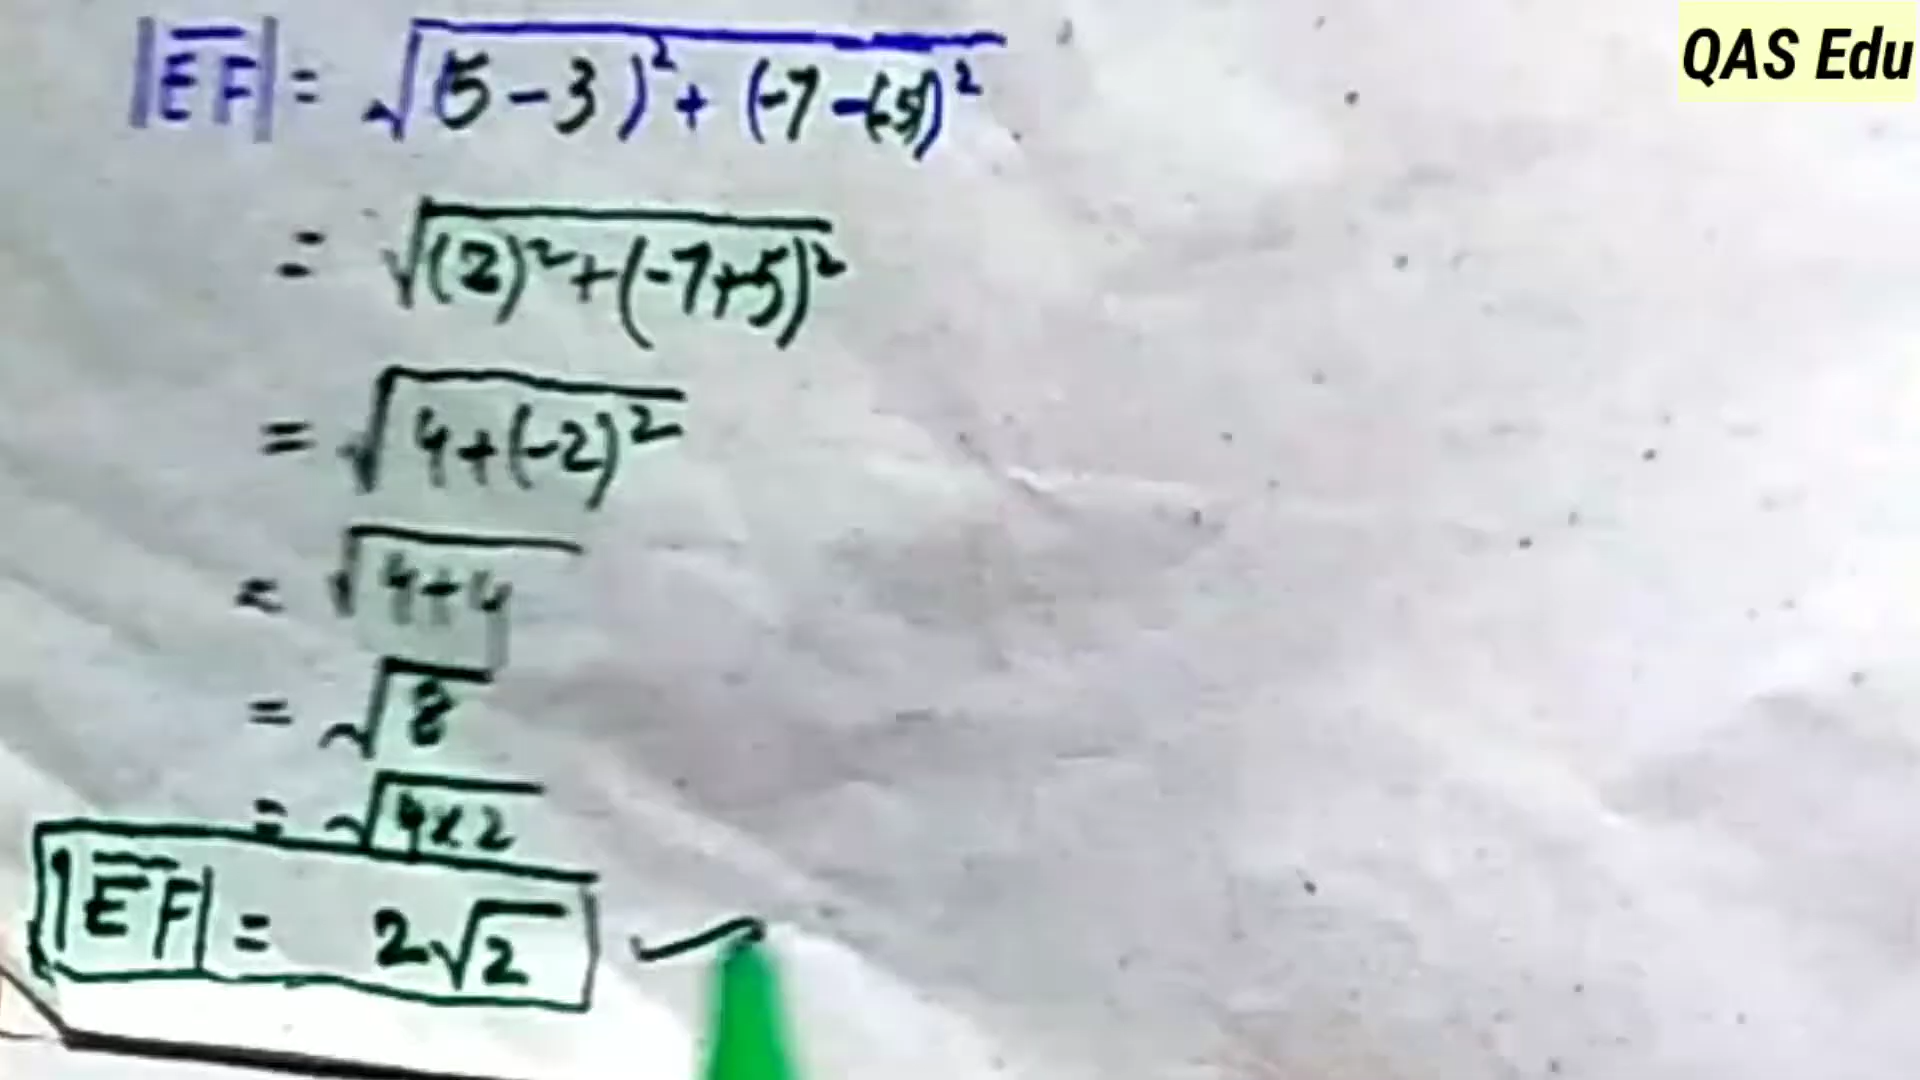 QAS Edu
|EF| = √(5-3)² + (-7-(-5))²
= √(2)²+(-7+5)²
= √4+(-2)²
= √4+4
= √8
= √4×2
|EF| = 2√2